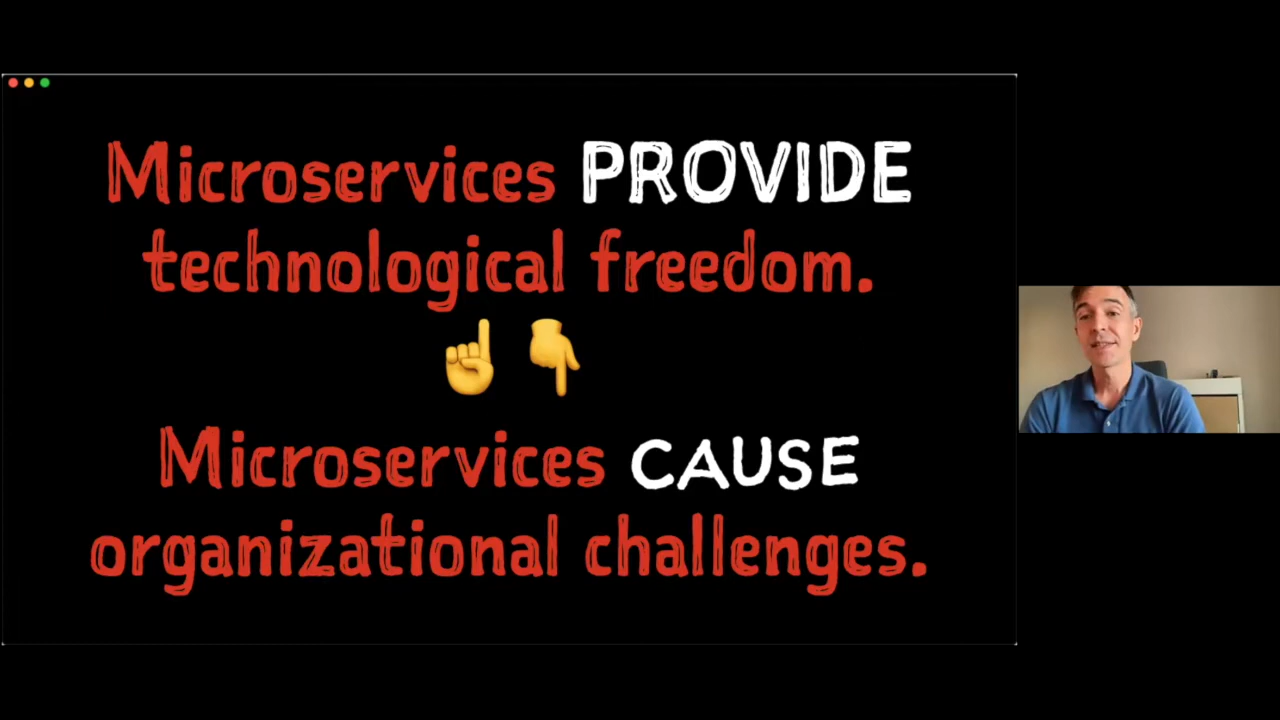 Microservices PROVIDE
technological freedom.
Microservices CAUSE
organizational challenges.